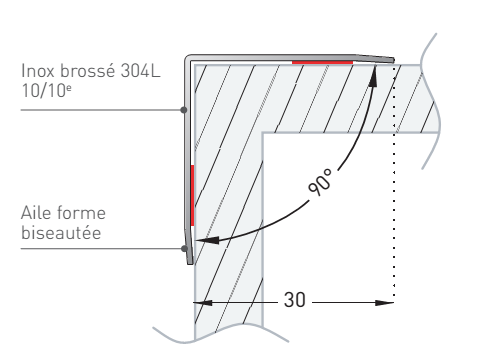 Inox brossé 304L
10/10ᵉ
90°
Aile forme
biseautée
30